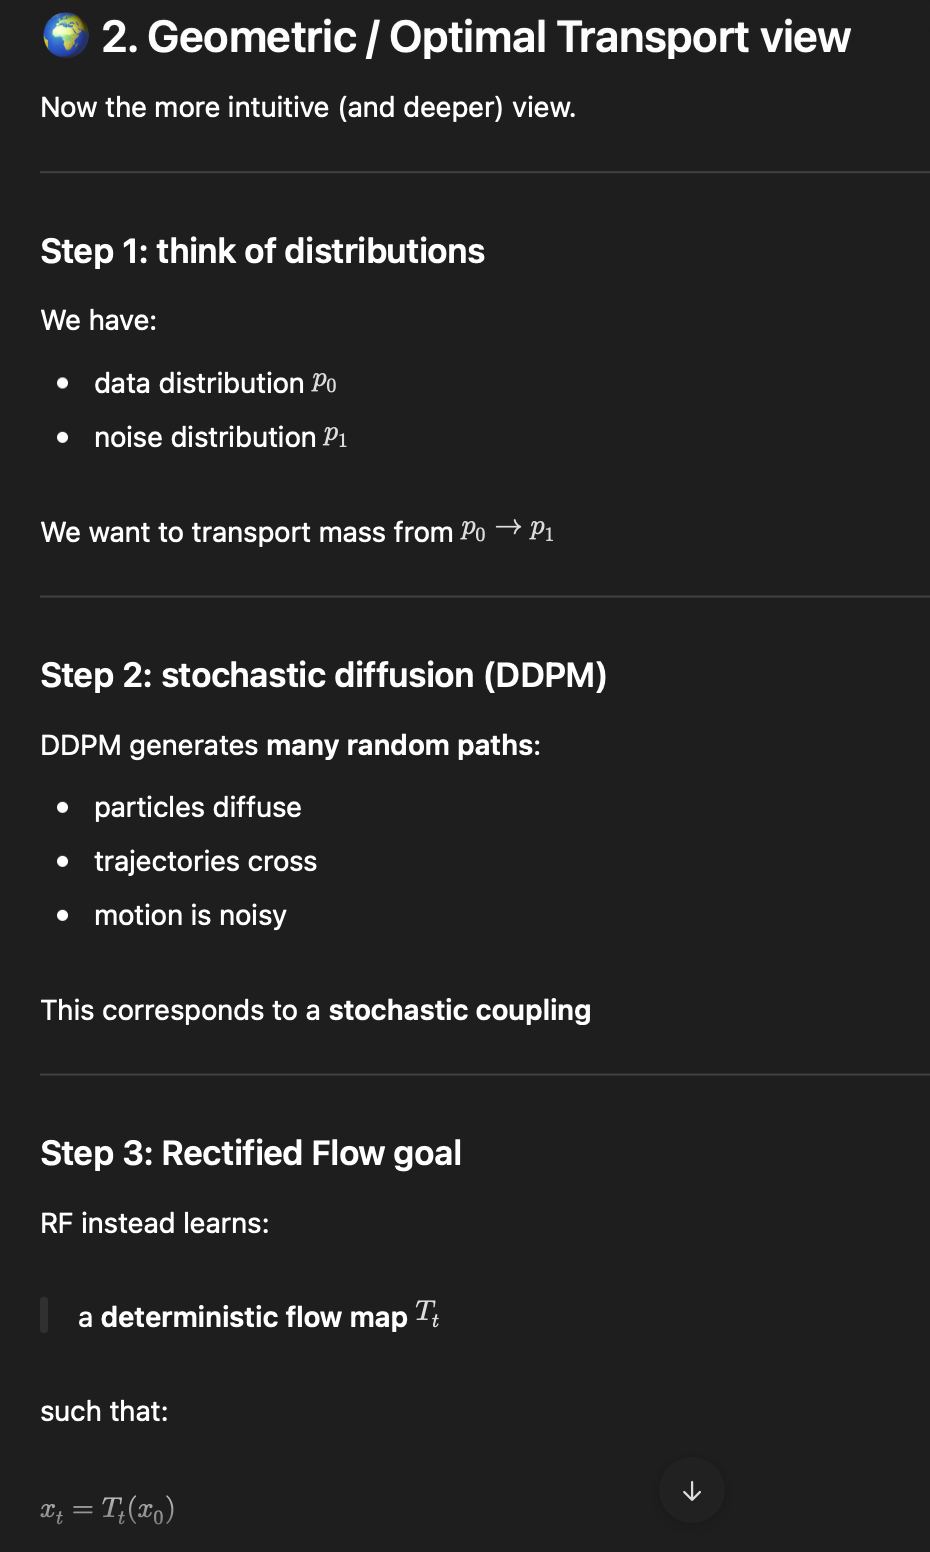 🌍 2. Geometric / Optimal Transport view
Now the more intuitive (and deeper) view.
Step 1: think of distributions
We have:
• data distribution p₀
• noise distribution p₁
We want to transport mass from p₀ → p₁
Step 2: stochastic diffusion (DDPM)
DDPM generates many random paths:
• particles diffuse
• trajectories cross
• motion is noisy
This corresponds to a stochastic coupling
Step 3: Rectified Flow goal
RF instead learns:
a deterministic flow map Tₜ
such that:
xₜ = Tₜ(x₀)